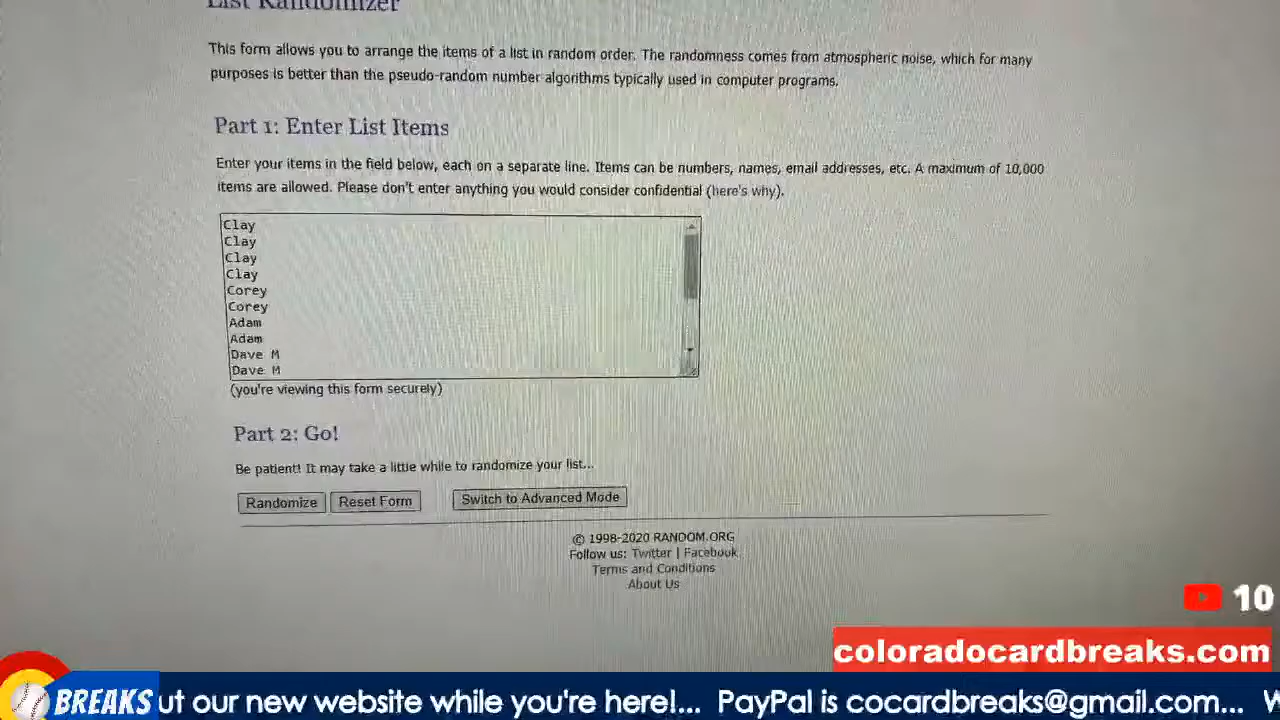 List Randomizer
This form allows you to arrange the items of a list in random order. The randomness comes from atmospheric noise, which for many
purposes is better than the pseudo-random number algorithms typically used in computer programs.
Part 1: Enter List Items
Enter your items in the field below, each on a separate line. Items can be numbers, names, email addresses, etc. A maximum of 10,000
items are allowed. Please don't enter anything you would consider confidential (here's why).
Clay
Clay
Clay
Clay
Corey
Corey
Adam
Adam
Dave M
Dave M
(you're viewing this form securely)
Part 2: Go!
Be patient! It may take a little while to randomize your list...
Randomize Reset Form Switch to Advanced Mode
© 1998-2020 RANDOM.ORG
Follow us: Twitter | Facebook
Terms and Conditions
About Us
10
coloradocardbreaks.com
BREAKS ut our new website while you're here!... PayPal is cocardbreaks@gmail.com... W